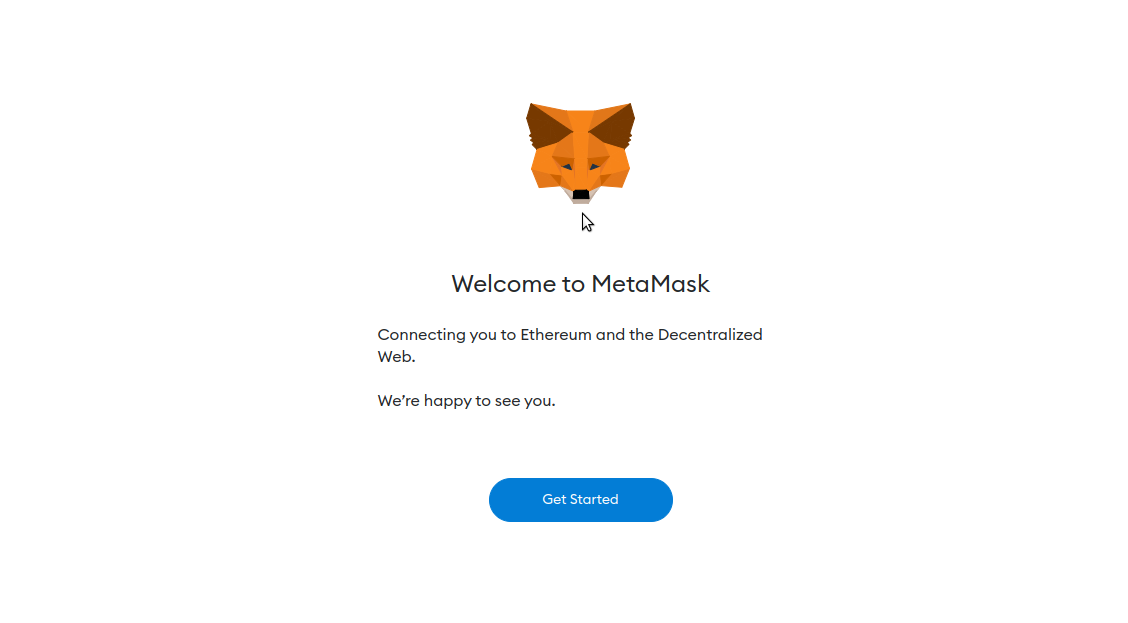 Welcome to MetaMask
Connecting you to Ethereum and the Decentralized
Web.
We’re happy to see you.
Get Started